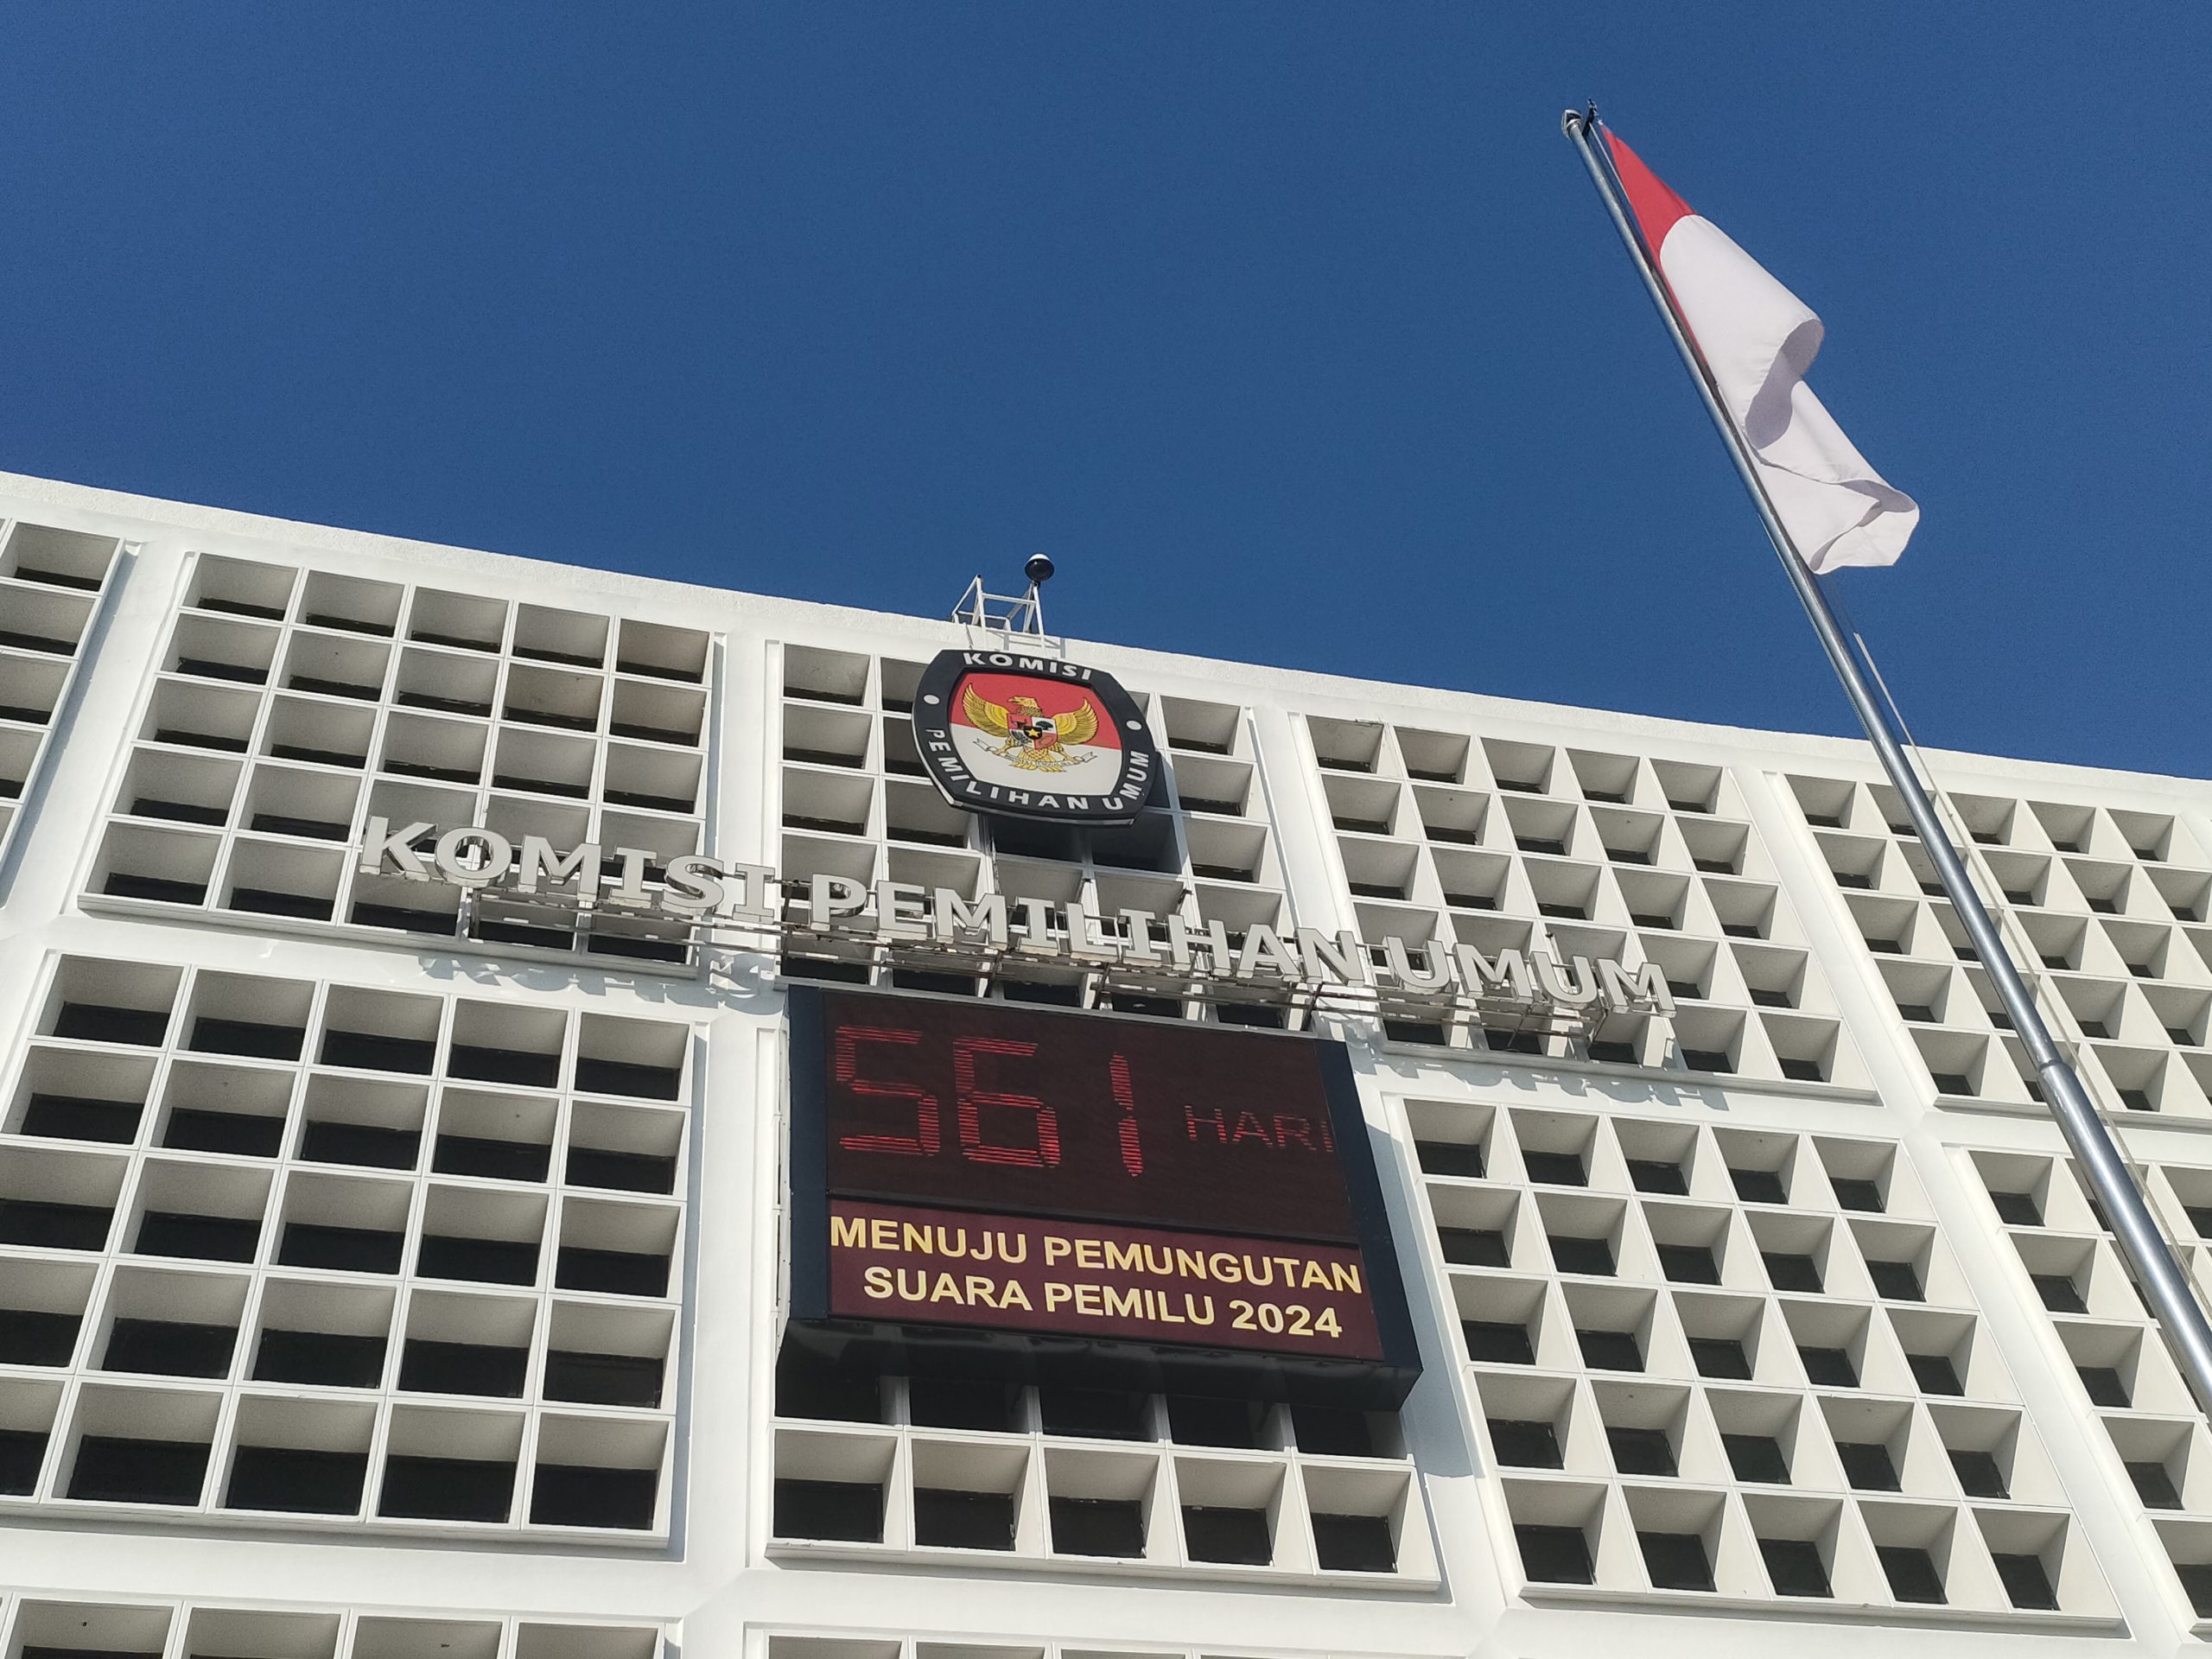 KOMISI
PEMILIHAN UMUM
KOMISI PEMILIHAN UMUM
561 HARI
MENUJU PEMUNGUTAN
SUARA PEMILU 2024